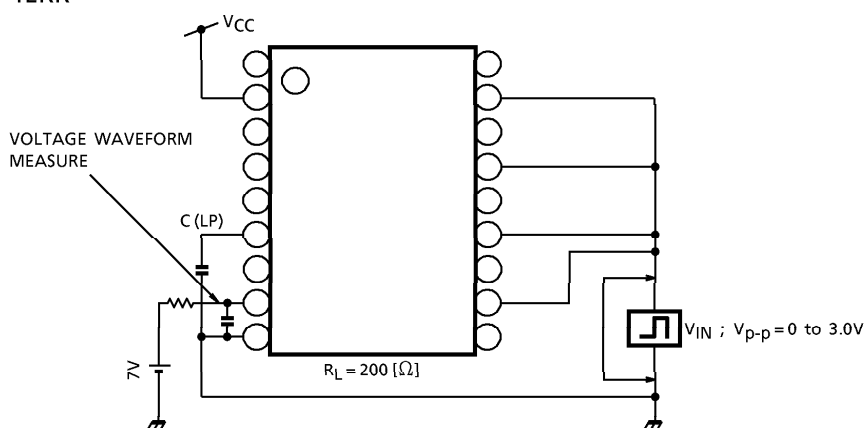 VCC
VOLTAGE WAVEFORM
MEASURE
C (LP)
7V
RL = 200 [Ω]
VIN ; Vp-p = 0 to 3.0V